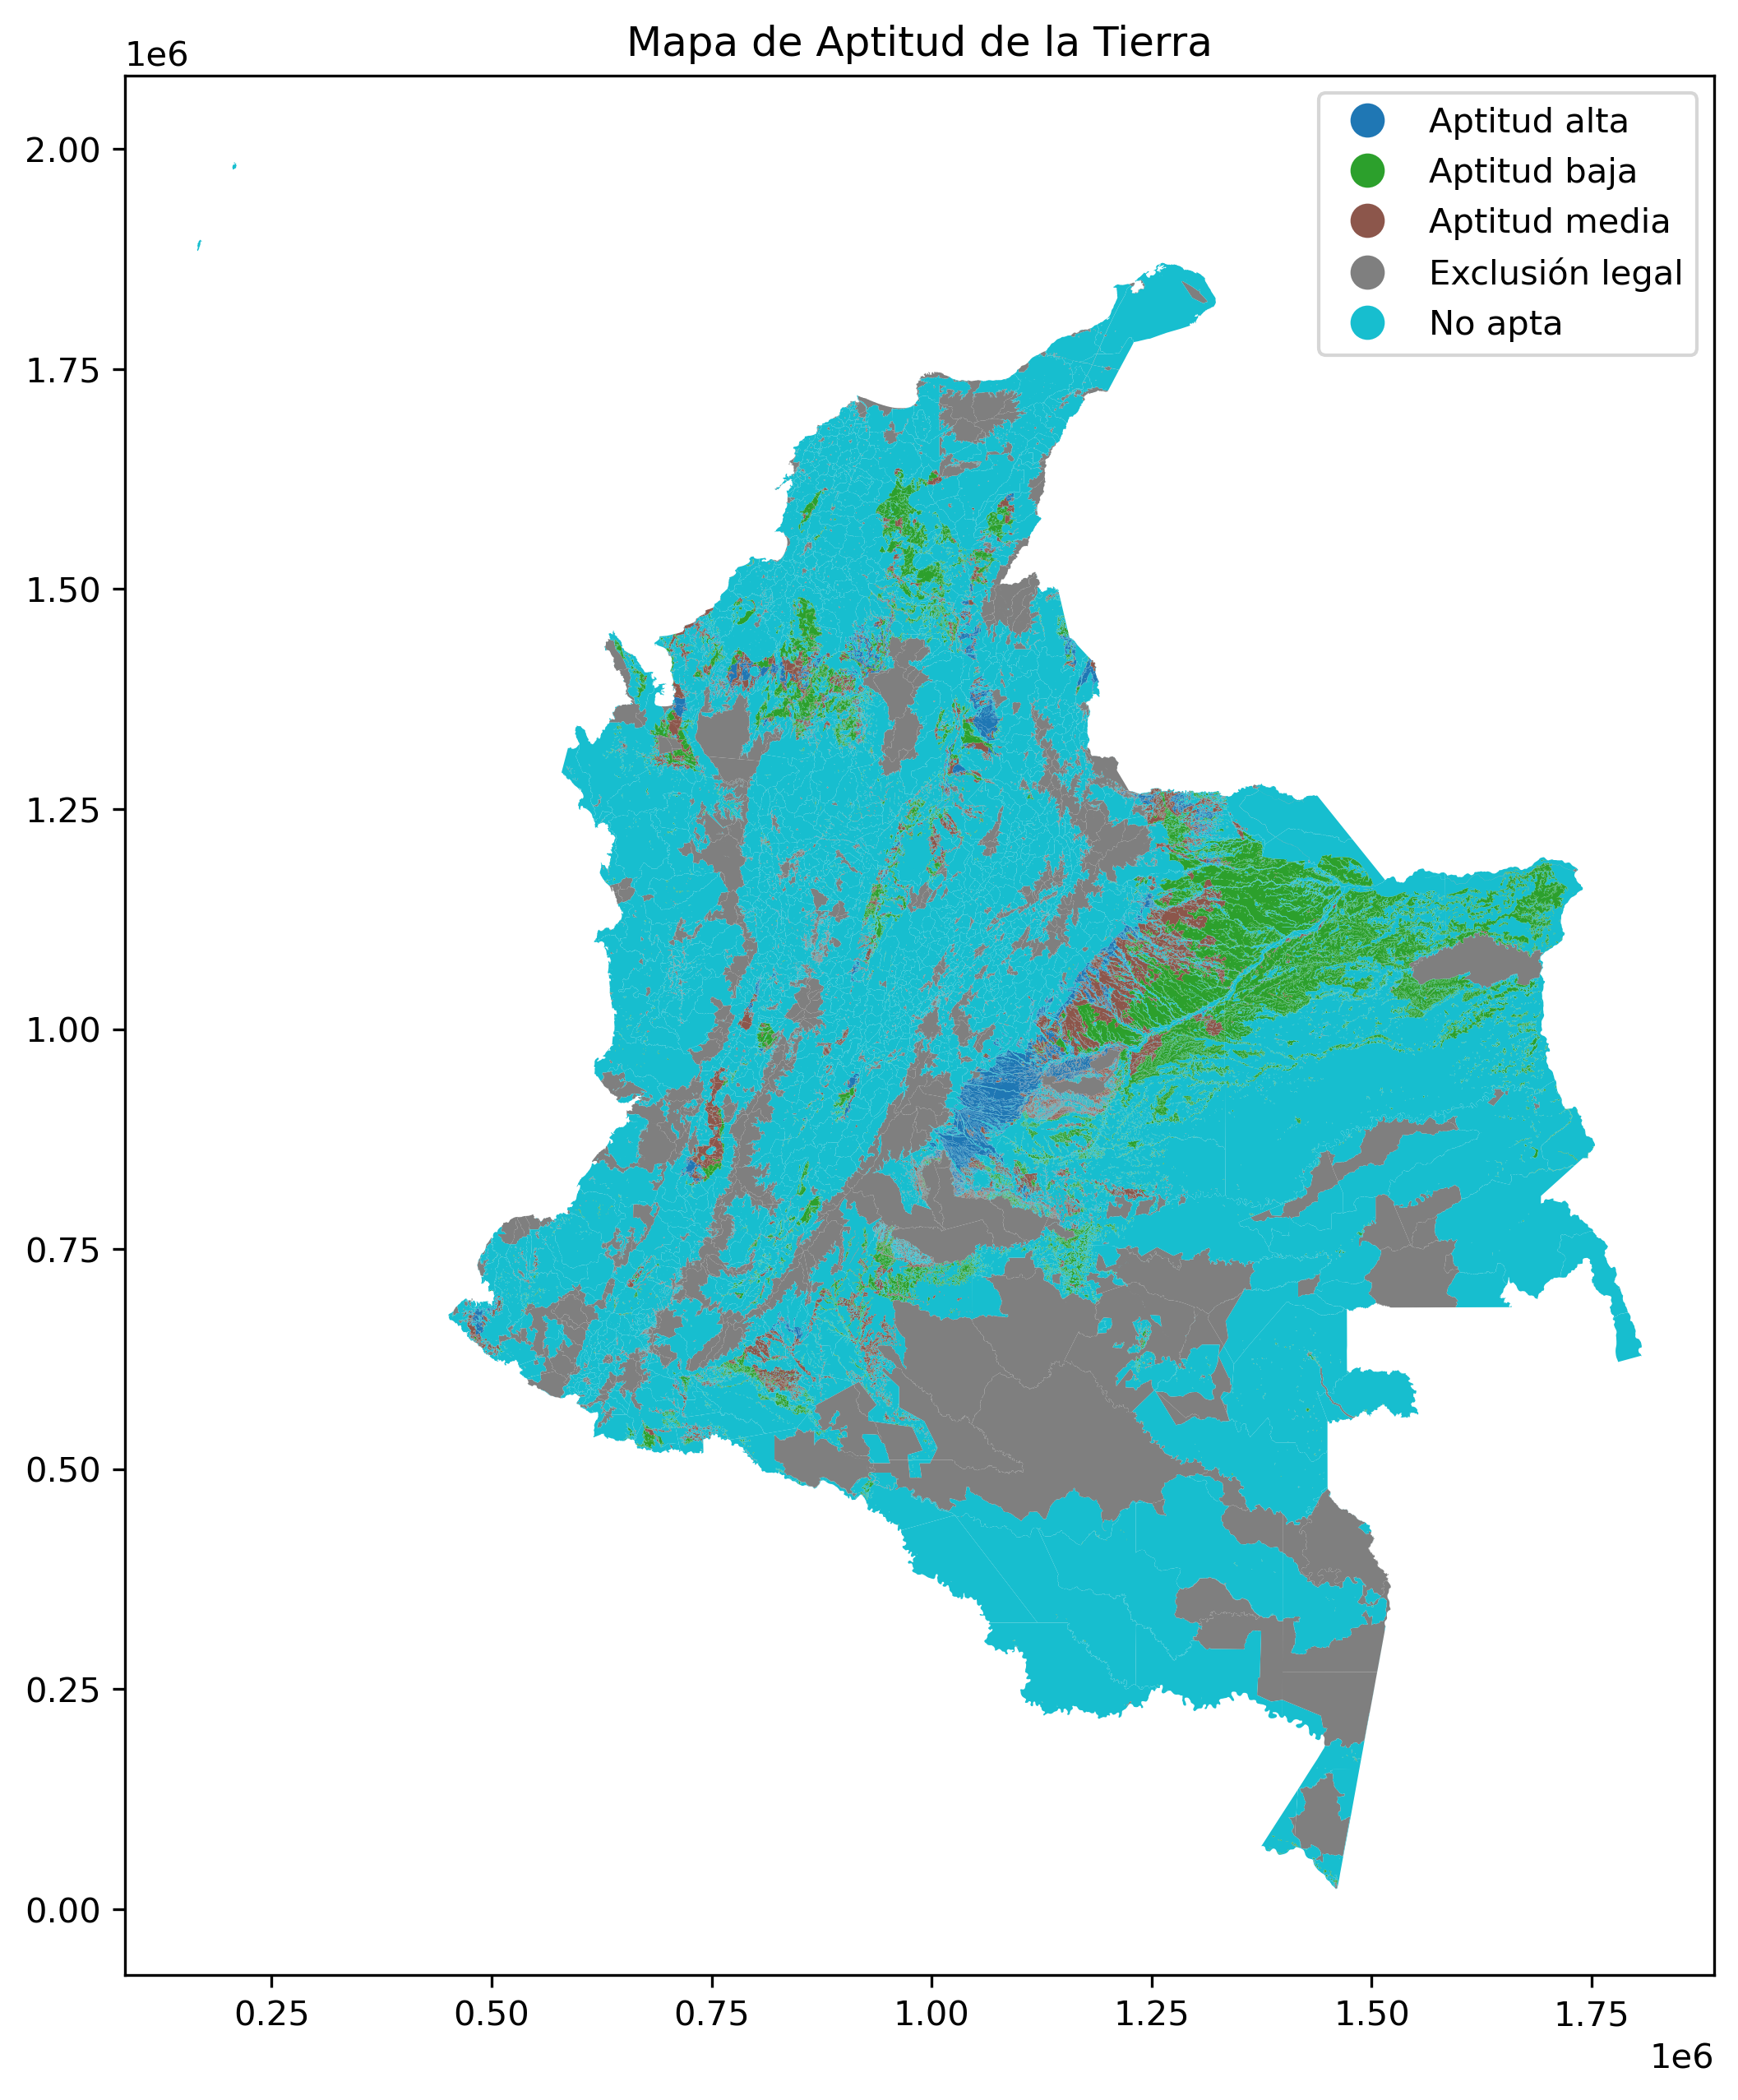 Mapa de Aptitud de la Tierra
1e6
Aptitud alta
Aptitud baja
Aptitud media
Exclusión legal
No apta
2.00
1.75
1.50
1.25
1.00
0.75
0.50
0.25
0.00
0.25 0.50 0.75 1.00 1.25 1.50 1.75
1e6